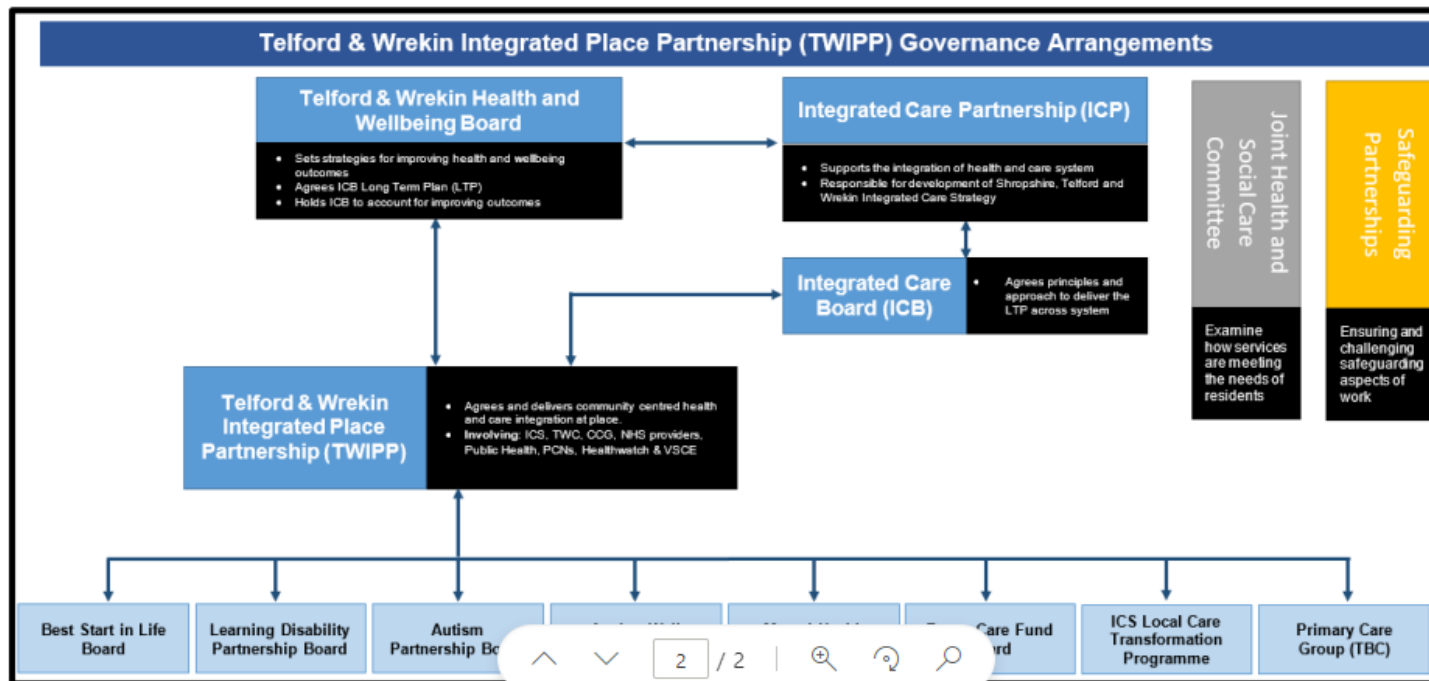 Telford & Wrekin Integrated Place Partnership (TWIPP) Governance Arrangements
Telford & Wrekin Health and
Wellbeing Board
• Sets strategies for improving health and wellbeing
outcomes
• Agrees ICB Long Term Plan (LTP)
• Holds ICB to account for improving outcomes
Integrated Care Partnership (ICP)
• Supports the integration of health and care system
• Responsible for development of Shropshire, Telford and
Wrekin Integrated Care Strategy
Integrated Care
Board (ICB)
• Agrees principles and
approach to deliver the
LTP across system
Joint Health and
Social Care
Committee
Examine
how services
are meeting
the needs of
residents
Safeguarding
Partnerships
Ensuring and
challenging
safeguarding
aspects of
work
Telford & Wrekin
Integrated Place
Partnership (TWIPP)
• Agrees and delivers community centred health
and care integration at place.
• Involving: ICS, TWC, CCG, NHS providers,
Public Health, PCNs, Healthwatch & VSCE
Best Start in Life
Board
Learning Disability
Partnership Board
Autism
Partnership
Care Fund
ICS Local Care
Transformation
Programme
Primary Care
Group (TBC)
2 / 2